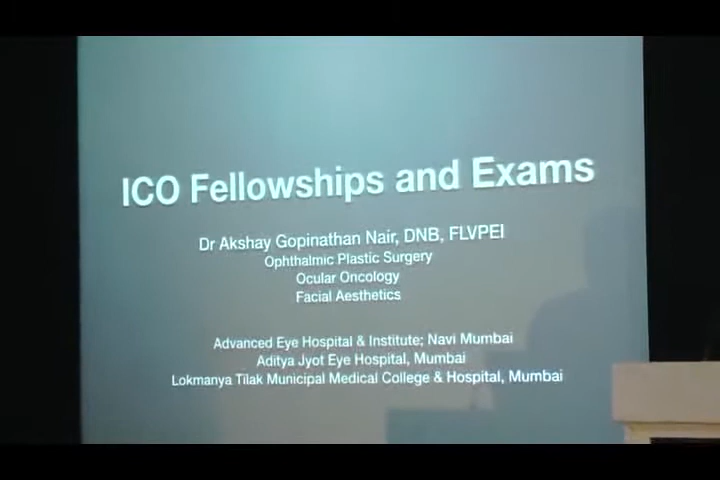 ICO Fellowships and Exams
Dr Akshay Gopinathan Nair, DNB, FLVPEI
Ophthalmic Plastic Surgery
Ocular Oncology
Facial Aesthetics
Advanced Eye Hospital & Institute; Navi Mumbai
Aditya Jyot Eye Hospital, Mumbai
Lokmanya Tilak Municipal Medical College & Hospital, Mumbai